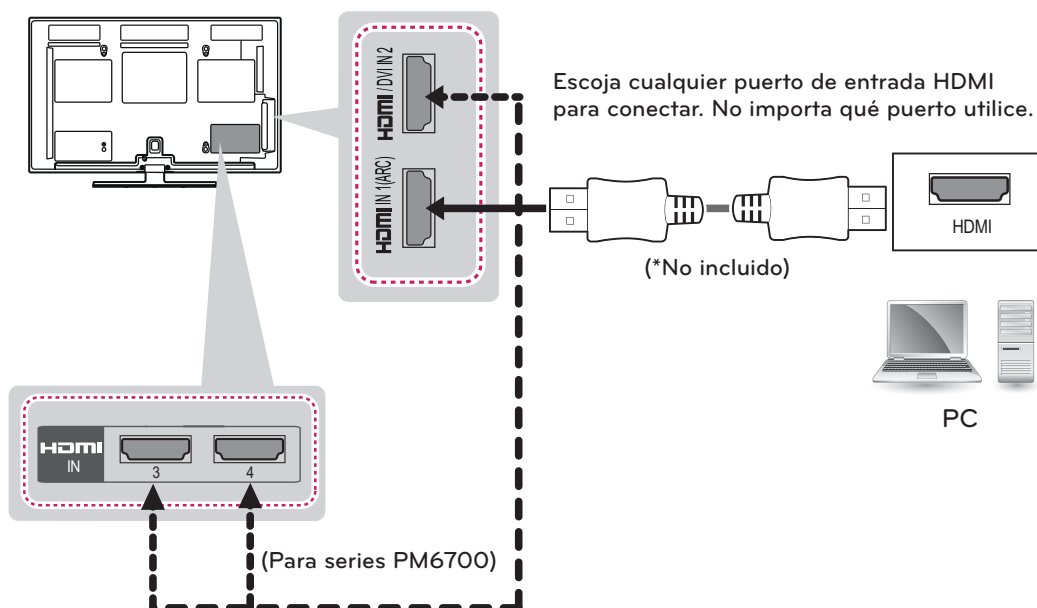 HDMI / DVI IN 2
HDMI IN 1(ARC)
Escoja cualquier puerto de entrada HDMI
para conectar. No importa qué puerto utilice.
HDMI
(*No incluido)
PC
HDMI
IN
3
4
(Para series PM6700)